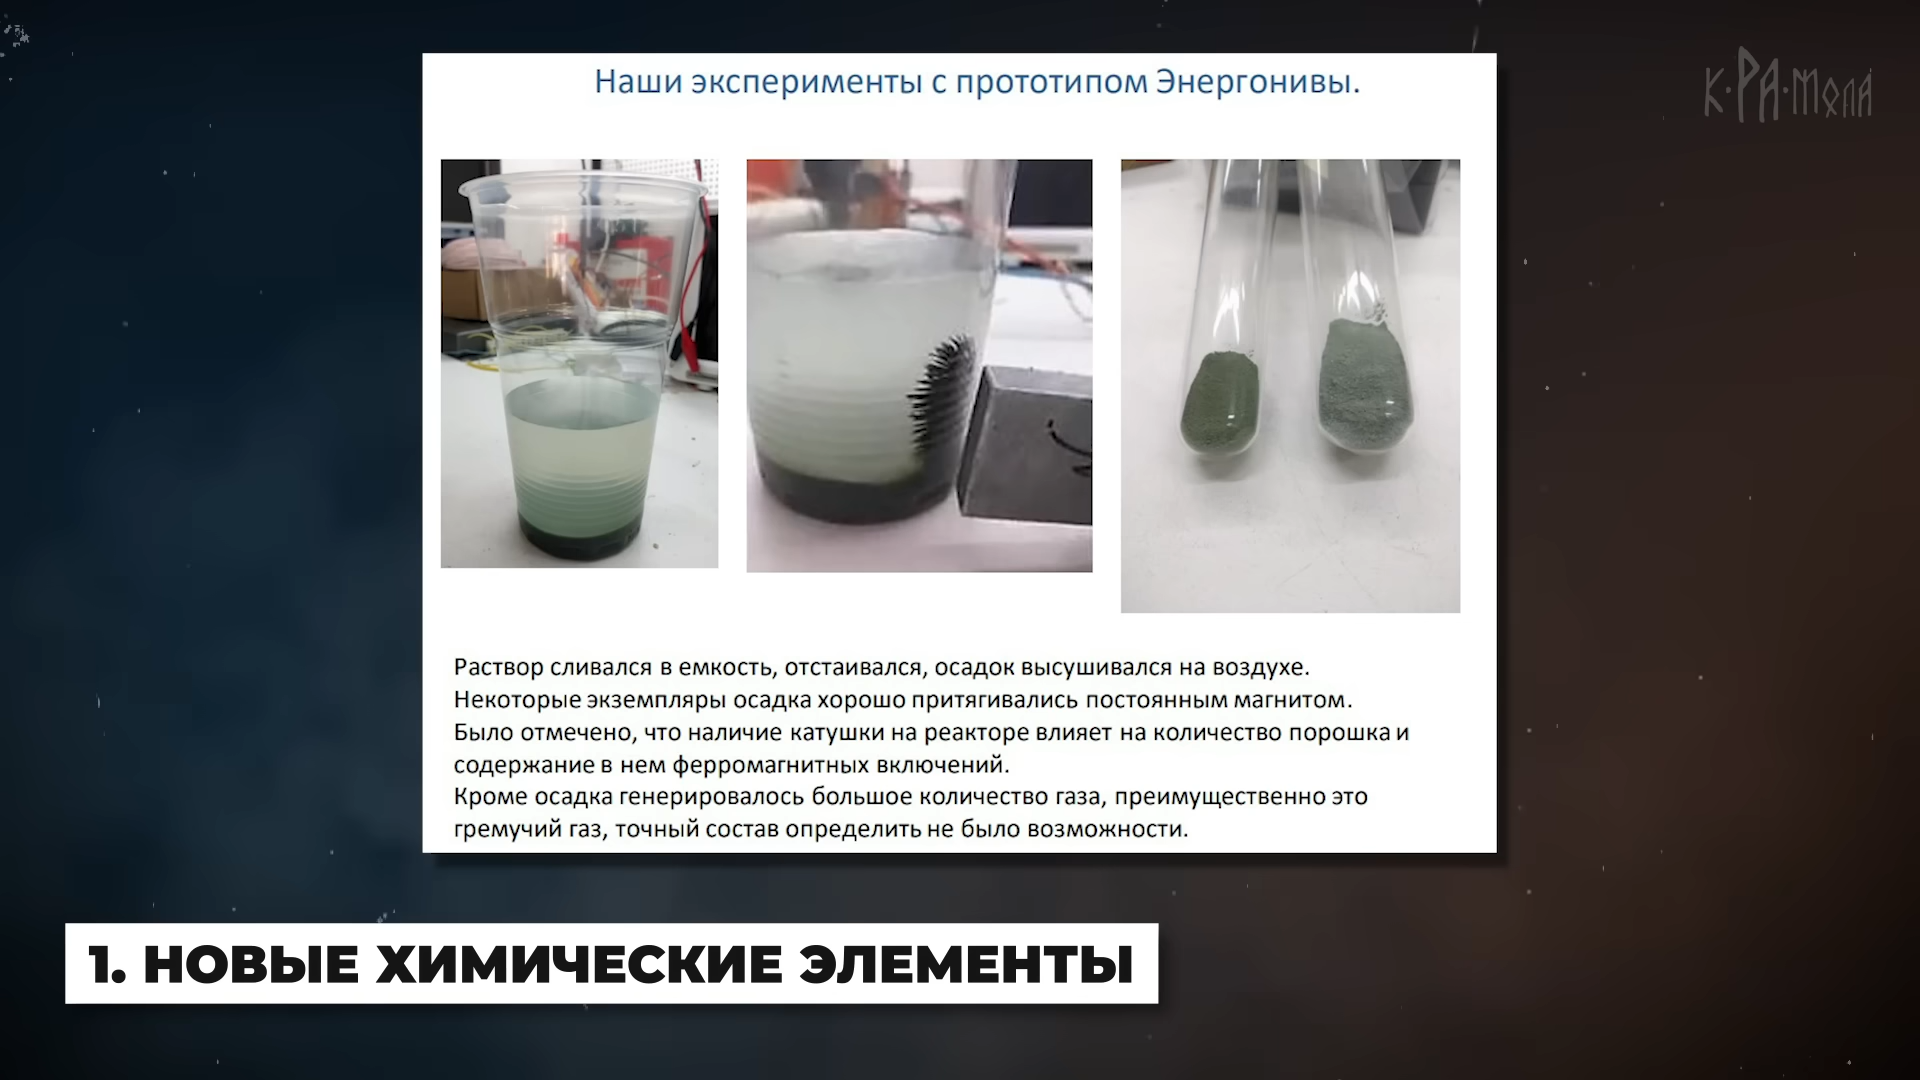 К·РА·МОЛА
Наши эксперименты с прототипом Энергонивы.
Раствор сливался в емкость, отстаивался, осадок высушивался на воздухе.
Некоторые экземпляры осадка хорошо притягивались постоянным магнитом.
Было отмечено, что наличие катушки на реакторе влияет на количество порошка и
содержание в нем ферромагнитных включений.
Кроме осадка генерировалось большое количество газа, преимущественно это
гремучий газ, точный состав определить не было возможности.
1. НОВЫЕ ХИМИЧЕСКИЕ ЭЛЕМЕНТЫ